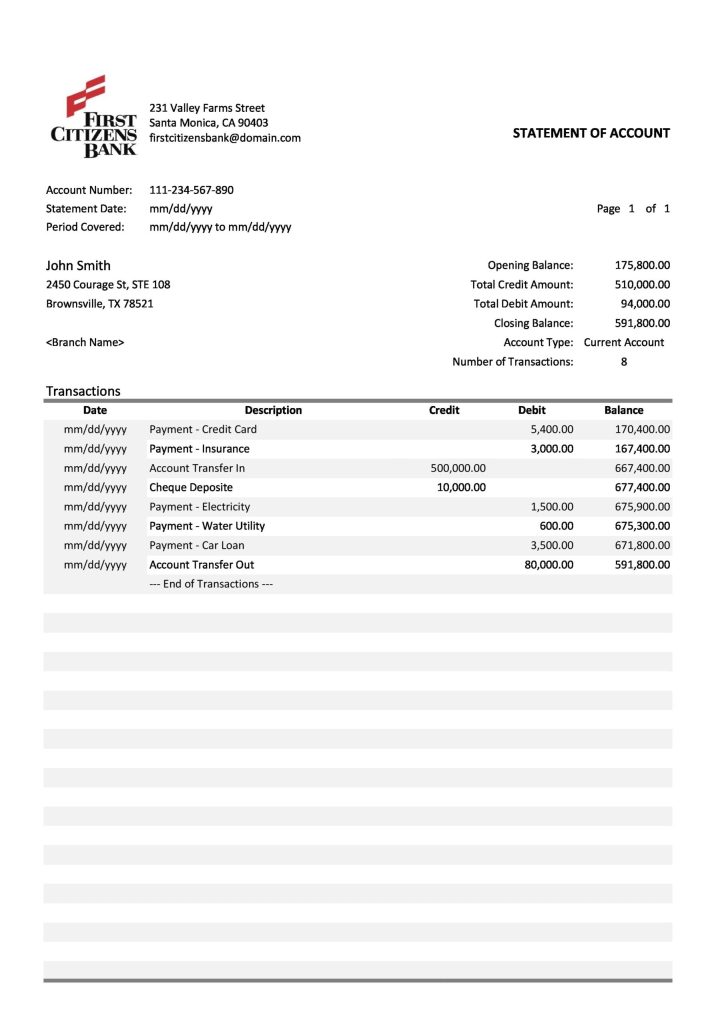 FIRST
CITIZENS
BANK
231 Valley Farms Street
Santa Monica, CA 90403
firstcitizensbank@domain.com
STATEMENT OF ACCOUNT
Account Number: 111-234-567-890
Statement Date: mm/dd/yyyy Page 1 of 1
Period Covered: mm/dd/yyyy to mm/dd/yyyy
John Smith Opening Balance: 175,800.00
2450 Courage St, STE 108 Total Credit Amount: 510,000.00
Brownsville, TX 78521 Total Debit Amount: 94,000.00
Closing Balance: 591,800.00
<Branch Name> Account Type: Current Account
Number of Transactions: 8
Transactions
Date Description Credit Debit Balance
mm/dd/yyyy Payment - Credit Card 5,400.00 170,400.00
mm/dd/yyyy Payment - Insurance 3,000.00 167,400.00
mm/dd/yyyy Account Transfer In 500,000.00 667,400.00
mm/dd/yyyy Cheque Deposite 10,000.00 677,400.00
mm/dd/yyyy Payment - Electricity 1,500.00 675,900.00
mm/dd/yyyy Payment - Water Utility 600.00 675,300.00
mm/dd/yyyy Payment - Car Loan 3,500.00 671,800.00
mm/dd/yyyy Account Transfer Out 80,000.00 591,800.00
--- End of Transactions ---